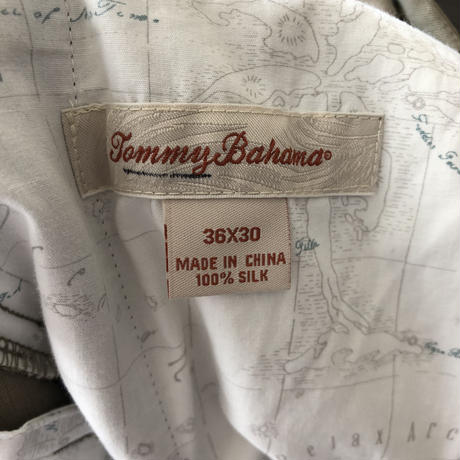 Tommy Bahama®
36X30
MADE IN CHINA
100% SILK